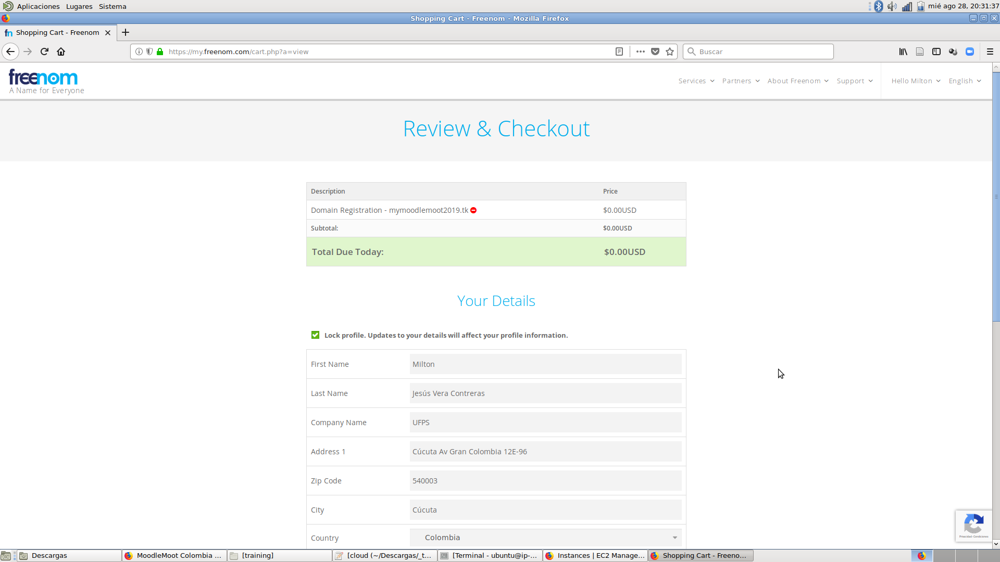 Aplicaciones Lugares Sistema
mié ago 28, 20:31:37
Shopping Cart - Freenom - Mozilla Firefox
fn Shopping Cart - Freenom
https://my.freenom.com/cart.php?a=view
Buscar
freenom
A Name for Everyone
Services Partners About Freenom Support Hello Milton English
Review & Checkout
Description Price
Domain Registration - mymoodlemoot2019.tk $0.00USD
Subtotal: $0.00USD
Total Due Today: $0.00USD
Your Details
Lock profile. Updates to your details will affect your profile information.
First Name Milton
Last Name Jesús Vera Contreras
Company Name UFPS
Address 1 Cúcuta Av Gran Colombia 12E-96
Zip Code 540003
City Cúcuta
Country Colombia
Privacidad - Condiciones
Descargas
MoodleMoot Colombia ...
[training]
[cloud (~/Descargas/_t...
[Terminal - ubuntu@ip-...
Instances | EC2 Manage...
Shopping Cart - Freeno...